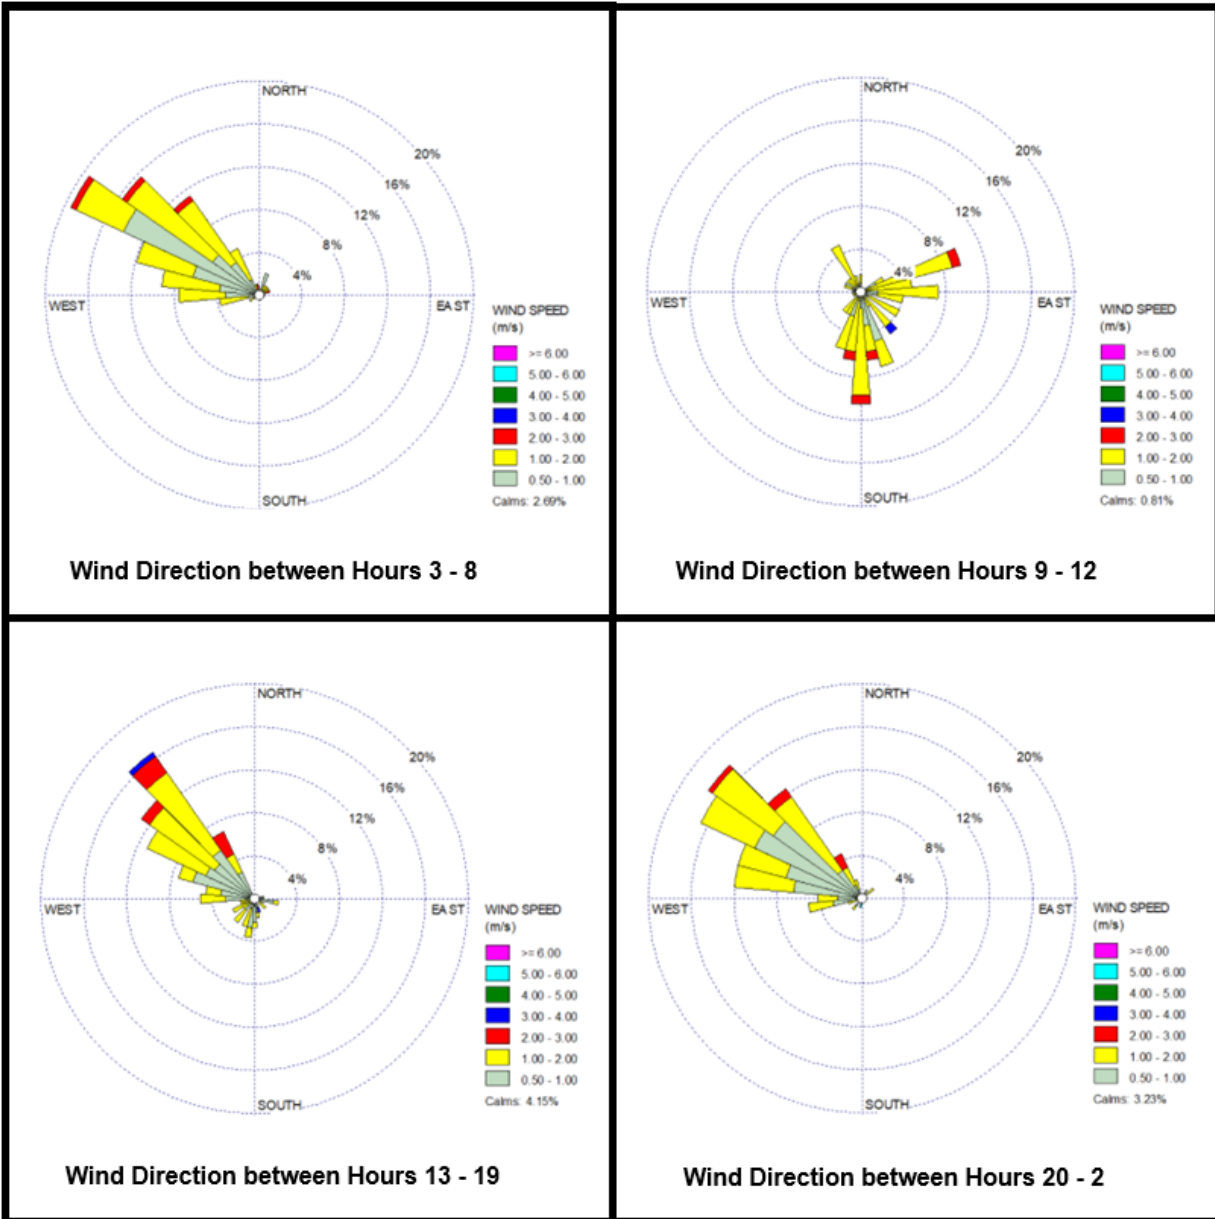 NORTH
20%
16%
12%
8%
4%
WEST
EAST
SOUTH
WIND SPEED
(m/s)
>= 6.00
5.00 - 6.00
4.00 - 5.00
3.00 - 4.00
2.00 - 3.00
1.00 - 2.00
0.50 - 1.00
Calms: 2.69%
Wind Direction between Hours 3 - 8
NORTH
20%
16%
12%
8%
4%
WEST
EAST
SOUTH
WIND SPEED
(m/s)
>= 6.00
5.00 - 6.00
4.00 - 5.00
3.00 - 4.00
2.00 - 3.00
1.00 - 2.00
0.50 - 1.00
Calms: 0.81%
Wind Direction between Hours 9 - 12
NORTH
20%
16%
12%
8%
4%
WEST
EAST
SOUTH
WIND SPEED
(m/s)
>= 6.00
5.00 - 6.00
4.00 - 5.00
3.00 - 4.00
2.00 - 3.00
1.00 - 2.00
0.50 - 1.00
Calms: 4.15%
Wind Direction between Hours 13 - 19
NORTH
20%
16%
12%
8%
4%
WEST
EAST
SOUTH
WIND SPEED
(m/s)
>= 6.00
5.00 - 6.00
4.00 - 5.00
3.00 - 4.00
2.00 - 3.00
1.00 - 2.00
0.50 - 1.00
Calms: 3.23%
Wind Direction between Hours 20 - 2